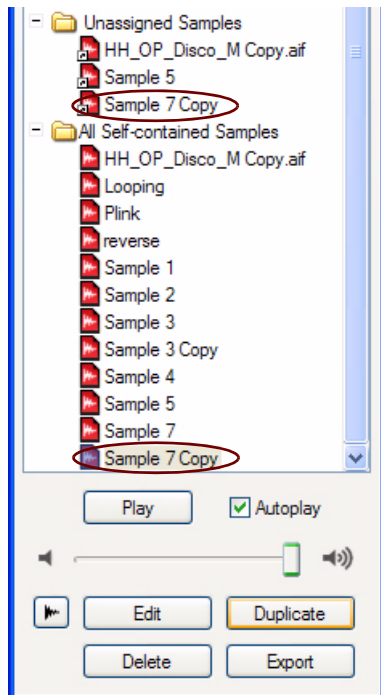 Unassigned Samples
HH_OP_Disco_M Copy.aif
Sample 5
Sample 7 Copy
All Self-contained Samples
HH_OP_Disco_M Copy.aif
Looping
Plink
reverse
Sample 1
Sample 2
Sample 3
Sample 3 Copy
Sample 4
Sample 5
Sample 7
Sample 7 Copy
Play Autoplay
Edit Duplicate
Delete Export